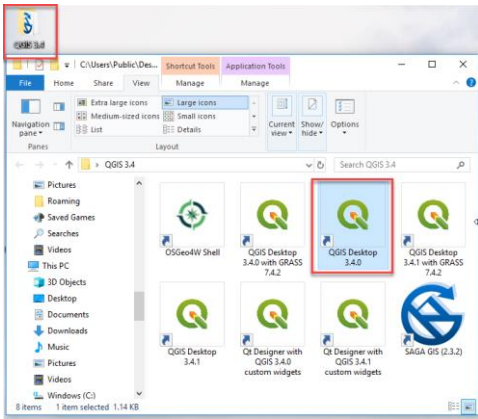 QGIS 3.4
C:\Users\Public\Des...
Shortcut Tools
Application Tools
File
Home
Share
View
Manage
Manage
Navigation
pane
Extra large icons
Large icons
Medium-sized icons
Small icons
List
Details
Current
view
Show/
hide
Options
Panes
Layout
QGIS 3.4
Search QGIS 3.4
Pictures
Roaming
Saved Games
Searches
Videos
This PC
3D Objects
Desktop
Documents
Downloads
Music
Pictures
Videos
Windows (C:)
OSGeo4W Shell
QGIS Desktop
3.4.0 with GRASS
7.4.2
QGIS Desktop
3.4.0
QGIS Desktop
3.4.1 with GRASS
7.4.2
QGIS Desktop
3.4.1
Qt Designer with
QGIS 3.4.0
custom widgets
Qt Designer with
QGIS 3.4.1
custom widgets
SAGA GIS (2.3.2)
8 items
1 item selected 1.14 KB